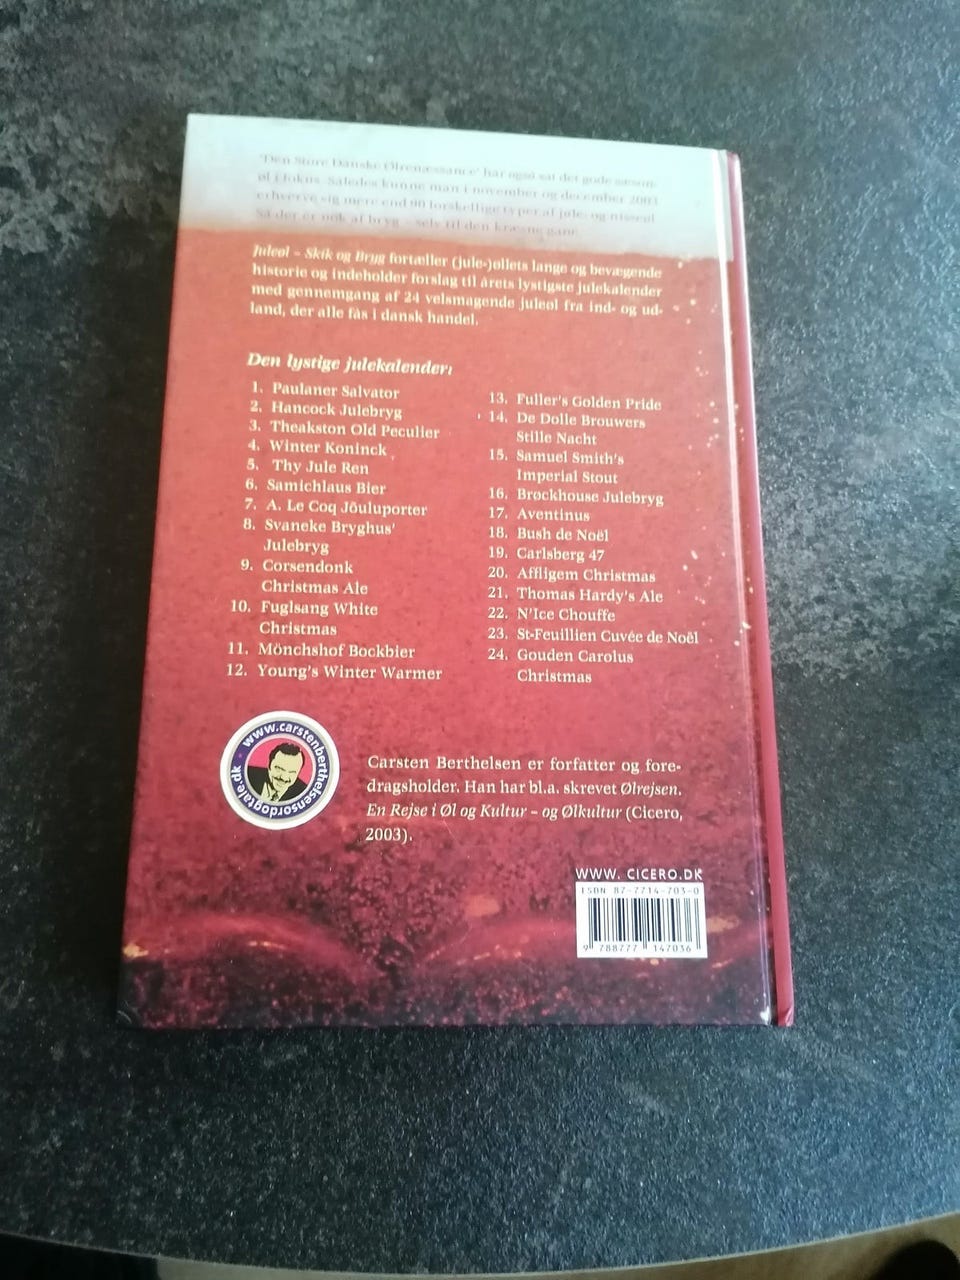 'Den Store Danske Ølrenæssance' har også sat det gode sæson-
øl i fokus. Således kunne man i november og december 2003
erhverve sig mere end 90 forskellige typer af jule- og nisseøl.
Så der er nok af bryg – selv til den kræsne gane.
Juleøl – Skik og Bryg fortæller (jule-)øllets lange og bevægende
historie og indeholder forslag til årets lystigste julekalender
med gennemgang af 24 velsmagende juleøl fra ind- og ud-
land, der alle fås i dansk handel.
Den lystige julekalender:
1. Paulaner Salvator
2. Hancock Julebryg
3. Theakston Old Peculier
4. Winter Koninck
5. Thy Jule Ren
6. Samichlaus Bier
7. A. Le Coq Jõuluporter
8. Svaneke Bryghus'
Julebryg
9. Corsendonk
Christmas Ale
10. Fuglsang White
Christmas
11. Mönchshof Bockbier
12. Young's Winter Warmer
13. Fuller's Golden Pride
14. De Dolle Brouwers
Stille Nacht
15. Samuel Smith's
Imperial Stout
16. Brøckhouse Julebryg
17. Aventinus
18. Bush de Noël
19. Carlsberg 47
20. Affligem Christmas
21. Thomas Hardy's Ale
22. N'Ice Chouffe
23. St-Feuillien Cuvée de Noël
24. Gouden Carolus
Christmas
www.carstenberthelsensordogtale.dk
Carsten Berthelsen er forfatter og fore-
dragsholder. Han har bl.a. skrevet Ølrejsen.
En Rejse i Øl og Kultur – og Ølkultur (Cicero,
2003).
WWW. CICERO.DK
ISBN 87-7714-703-0
9 788777 147036